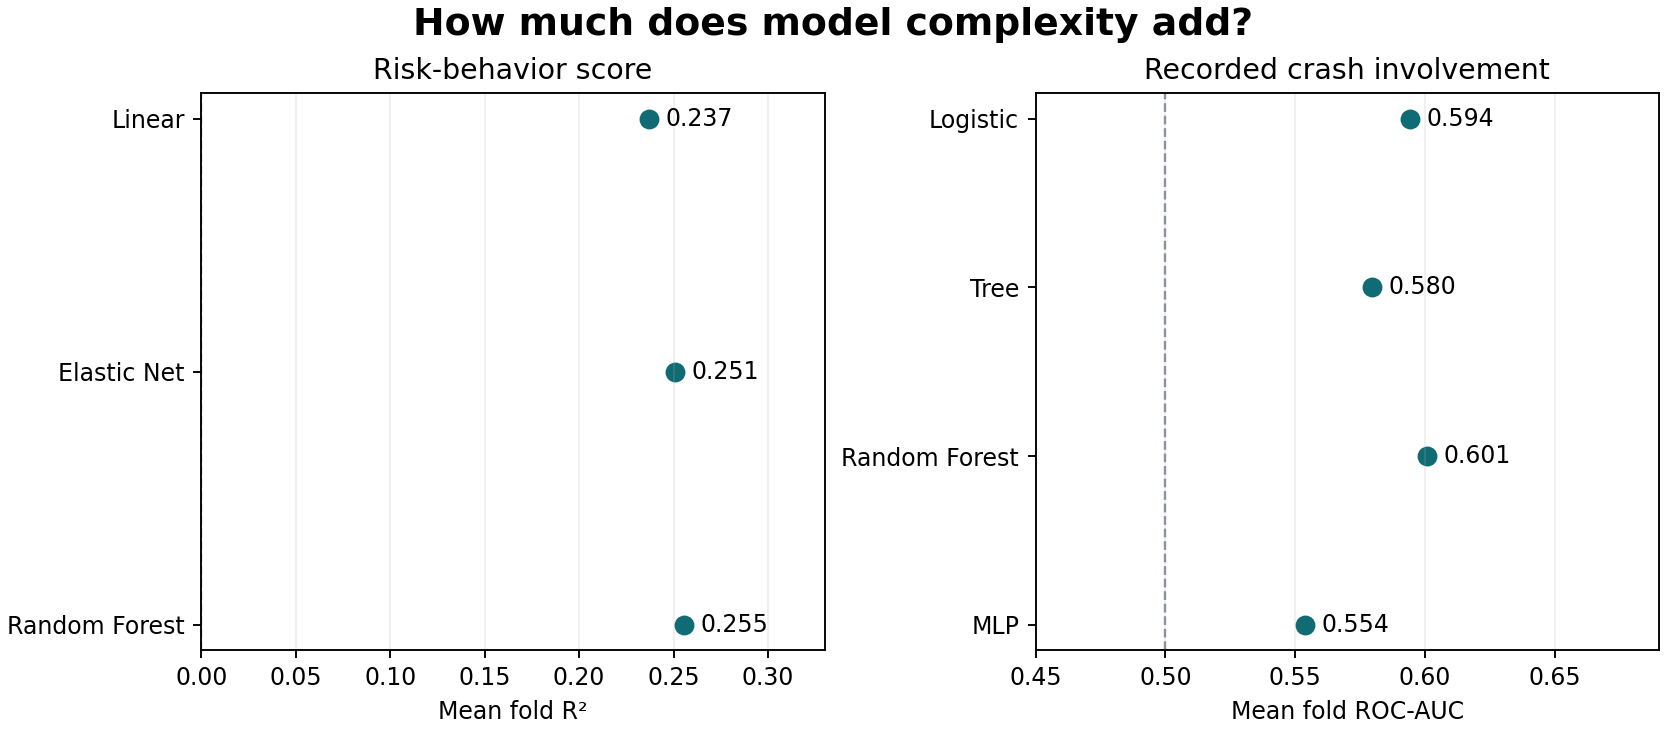 How much does model complexity add?
Risk-behavior score
Linear
0.237
Elastic Net
0.251
Random Forest
0.255
0.00 0.05 0.10 0.15 0.20 0.25 0.30
Mean fold R²
Recorded crash involvement
Logistic
0.594
Tree
0.580
Random Forest
0.601
MLP
0.554
0.45 0.50 0.55 0.60 0.65
Mean fold ROC-AUC